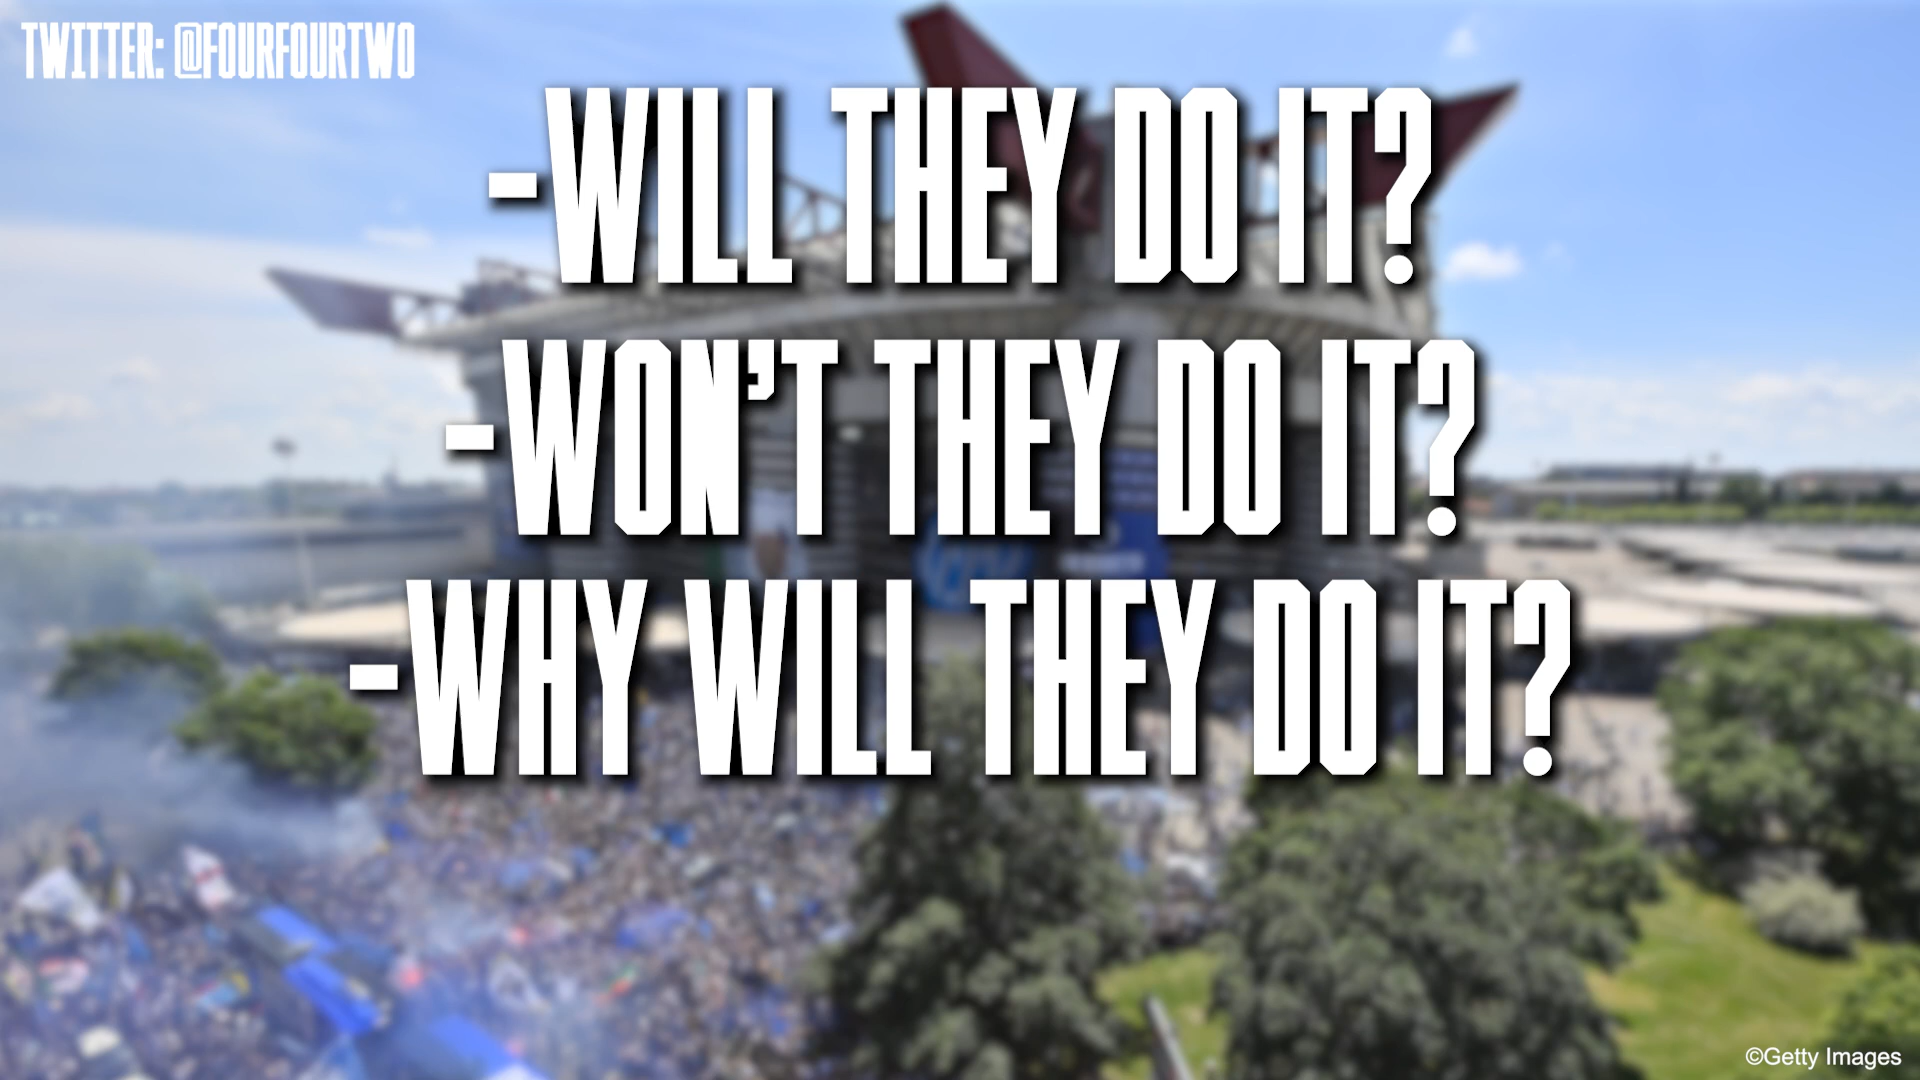 TWITTER: @FOURFOURTWO
-WILL THEY DO IT?
-WON'T THEY DO IT?
-WHY WILL THEY DO IT?
©Getty Images